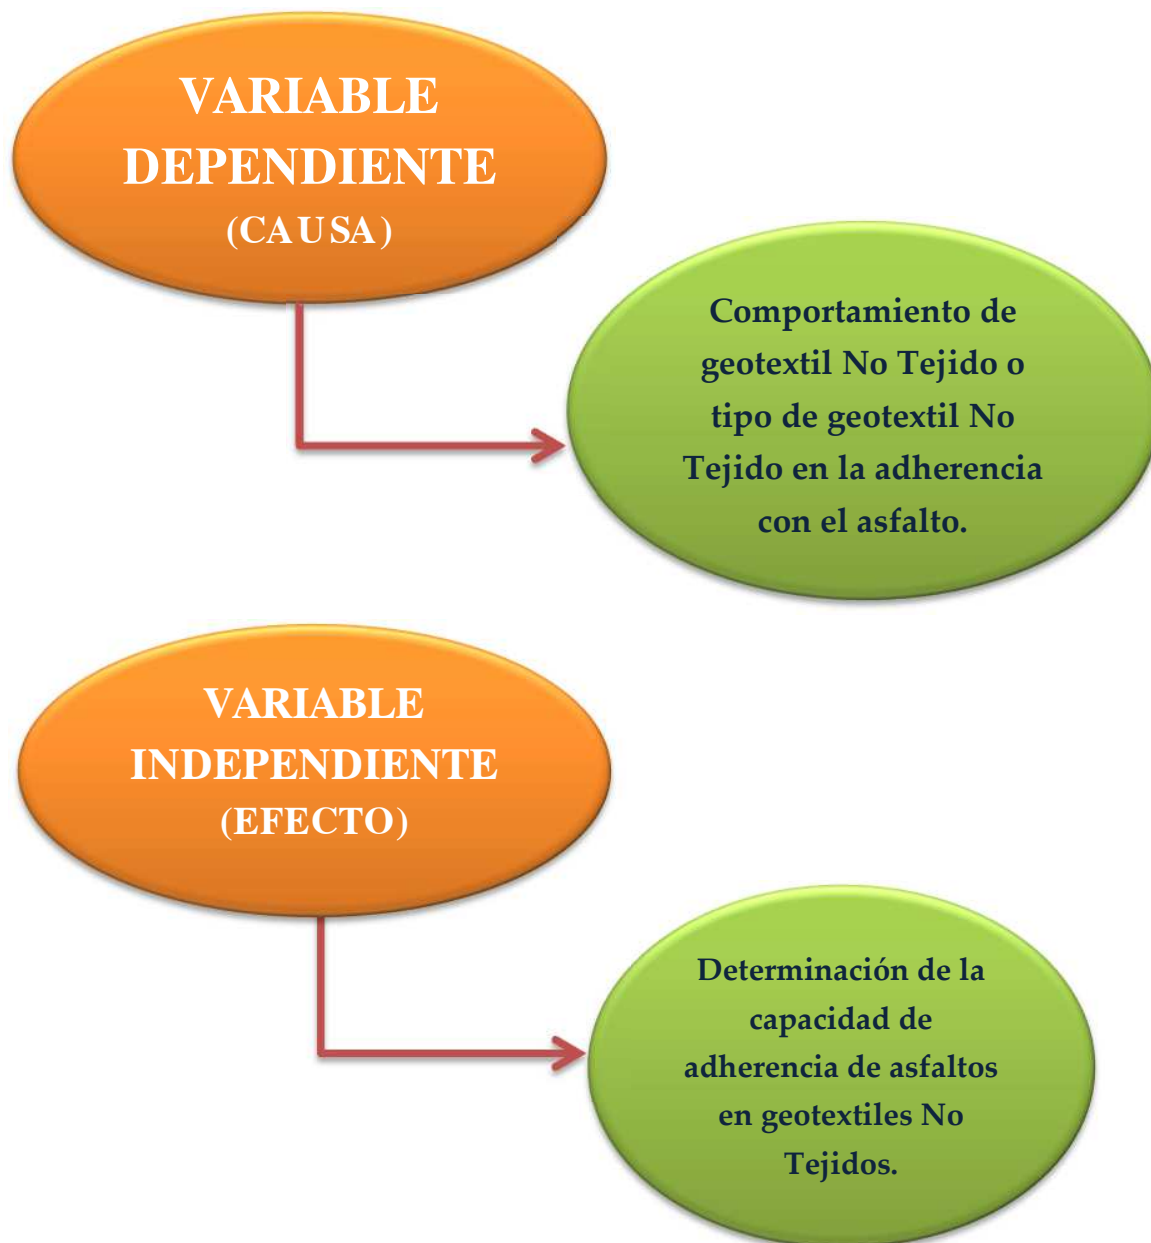 VARIABLE
DEPENDIENTE
(CAUSA)
Comportamiento de
geotextil No Tejido o
tipo de geotextil No
Tejido en la adherencia
con el asfalto.
VARIABLE
INDEPENDIENTE
(EFECTO)
Determinación de la
capacidad de
adherencia de asfaltos
en geotextiles No
Tejidos.